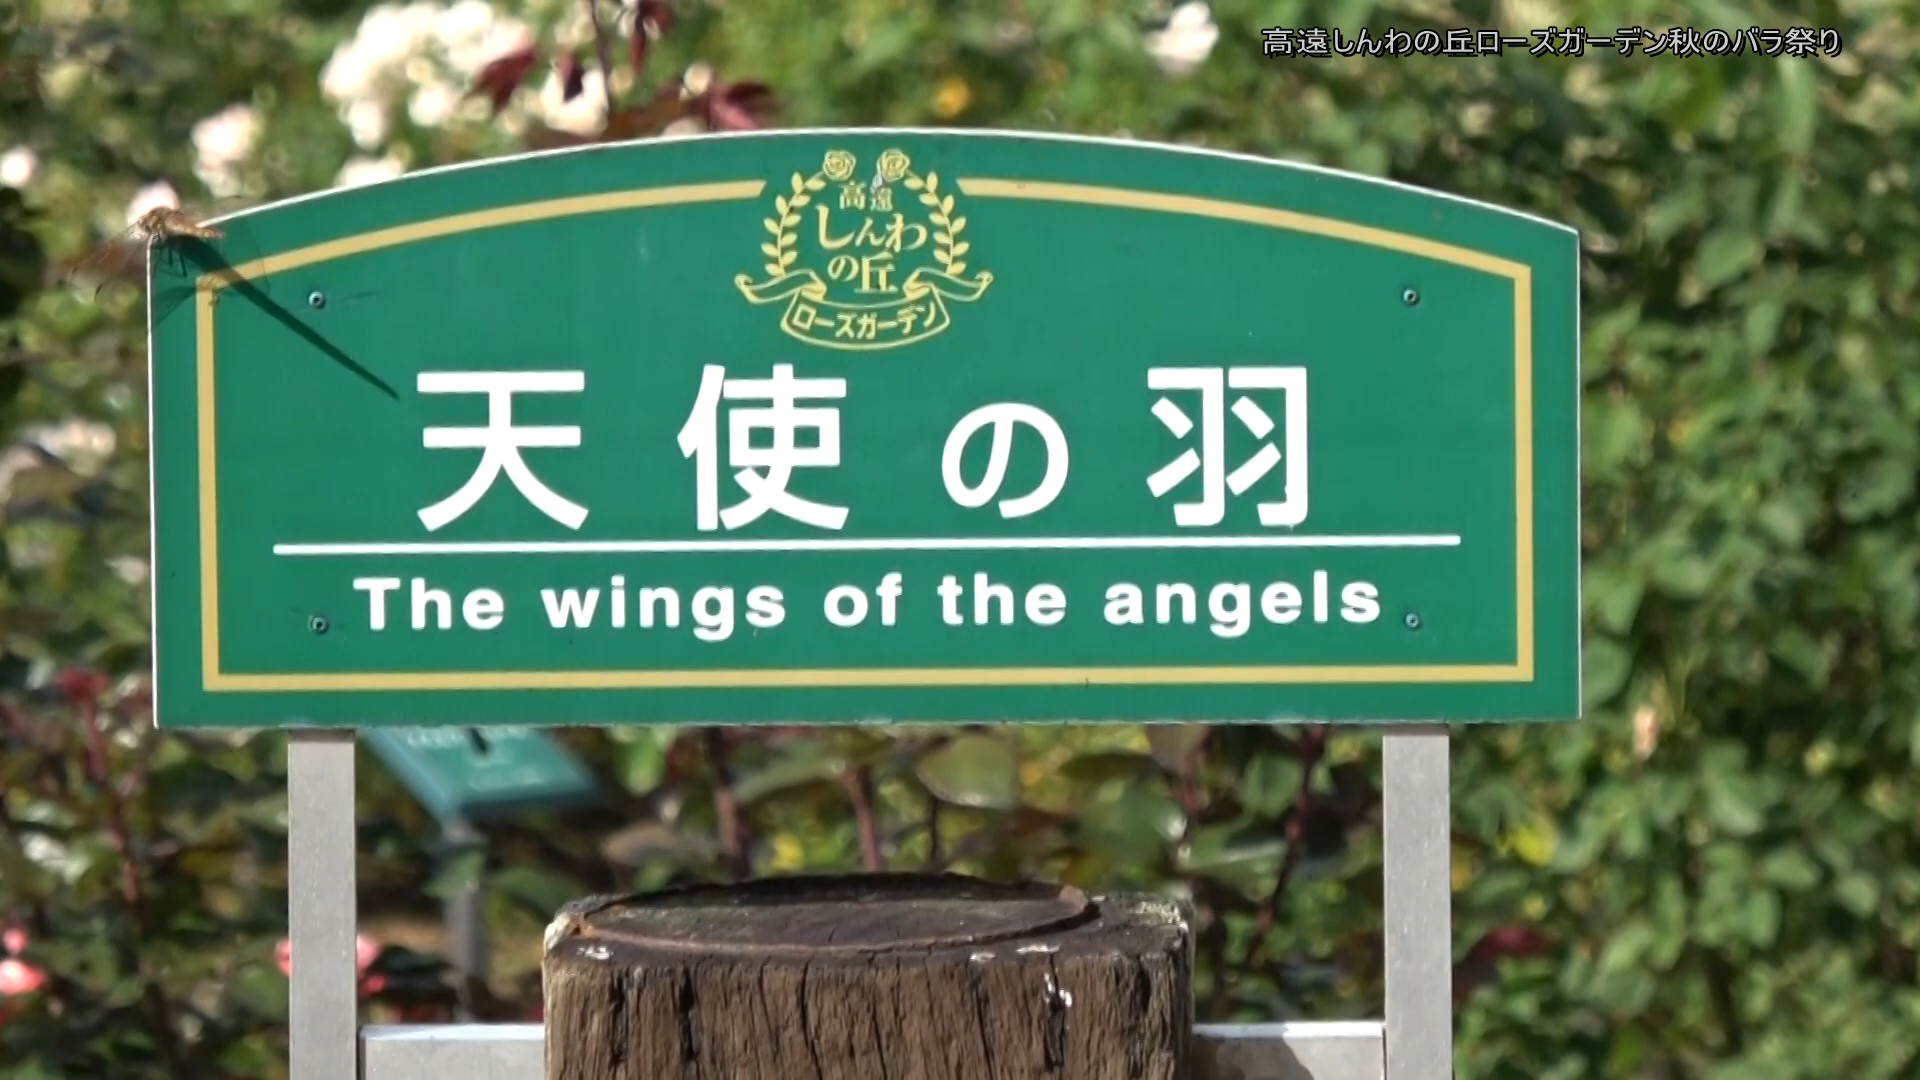 高遠しんわの丘ローズガーデン秋のバラ祭り
高遠
しんわ
の丘
ローズガーデン
天使の羽
The wings of the angels